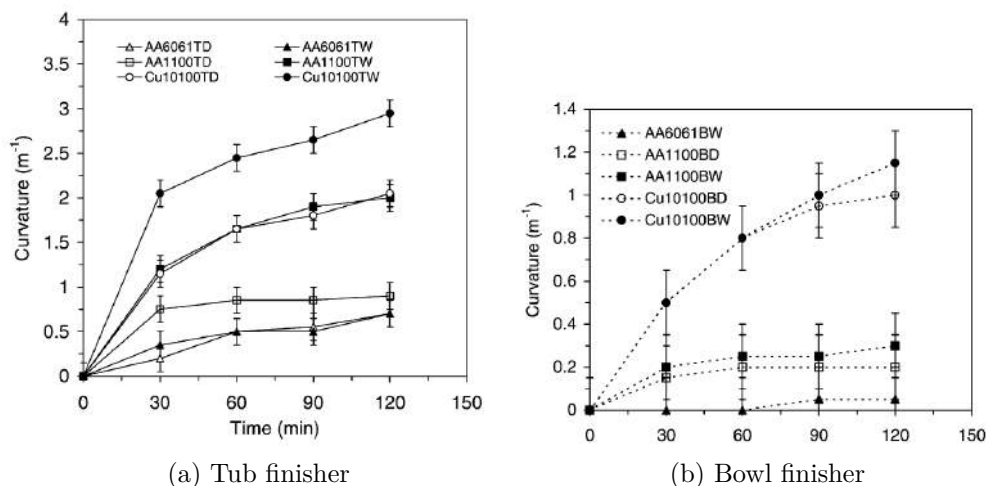 4
3.5
3
2.5
2
1.5
1
0.5
0
AA6061TD
AA1100TD
Cu10100TD
AA6061TW
AA1100TW
Cu10100TW
Curvature (m⁻¹)
0 30 60 90 120 150
Time (min)
(a) Tub finisher
1.4
1.2
1
0.8
0.6
0.4
0.2
0
AA6061BW
AA1100BD
AA1100BW
Cu10100BD
Cu10100BW
Curvature (m⁻¹)
0 30 60 90 120 150
Time (min)
(b) Bowl finisher